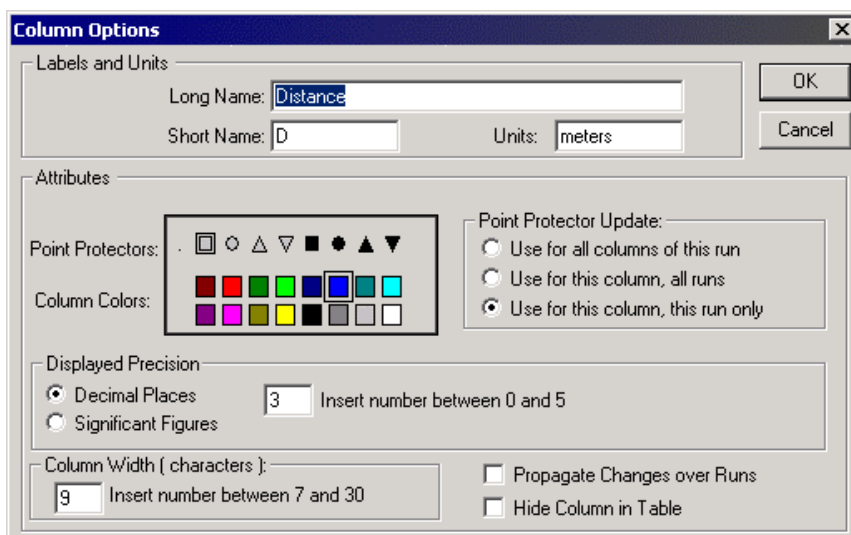 Column Options
Labels and Units
Long Name: Distance
OK
Short Name: D Units: meters
Cancel
Attributes
Point Protectors:
Column Colors:
Point Protector Update:
Use for all columns of this run
Use for this column, all runs
Use for this column, this run only
Displayed Precision
Decimal Places
Significant Figures
3 Insert number between 0 and 5
Column Width ( characters ):
9 Insert number between 7 and 30
Propagate Changes over Runs
Hide Column in Table